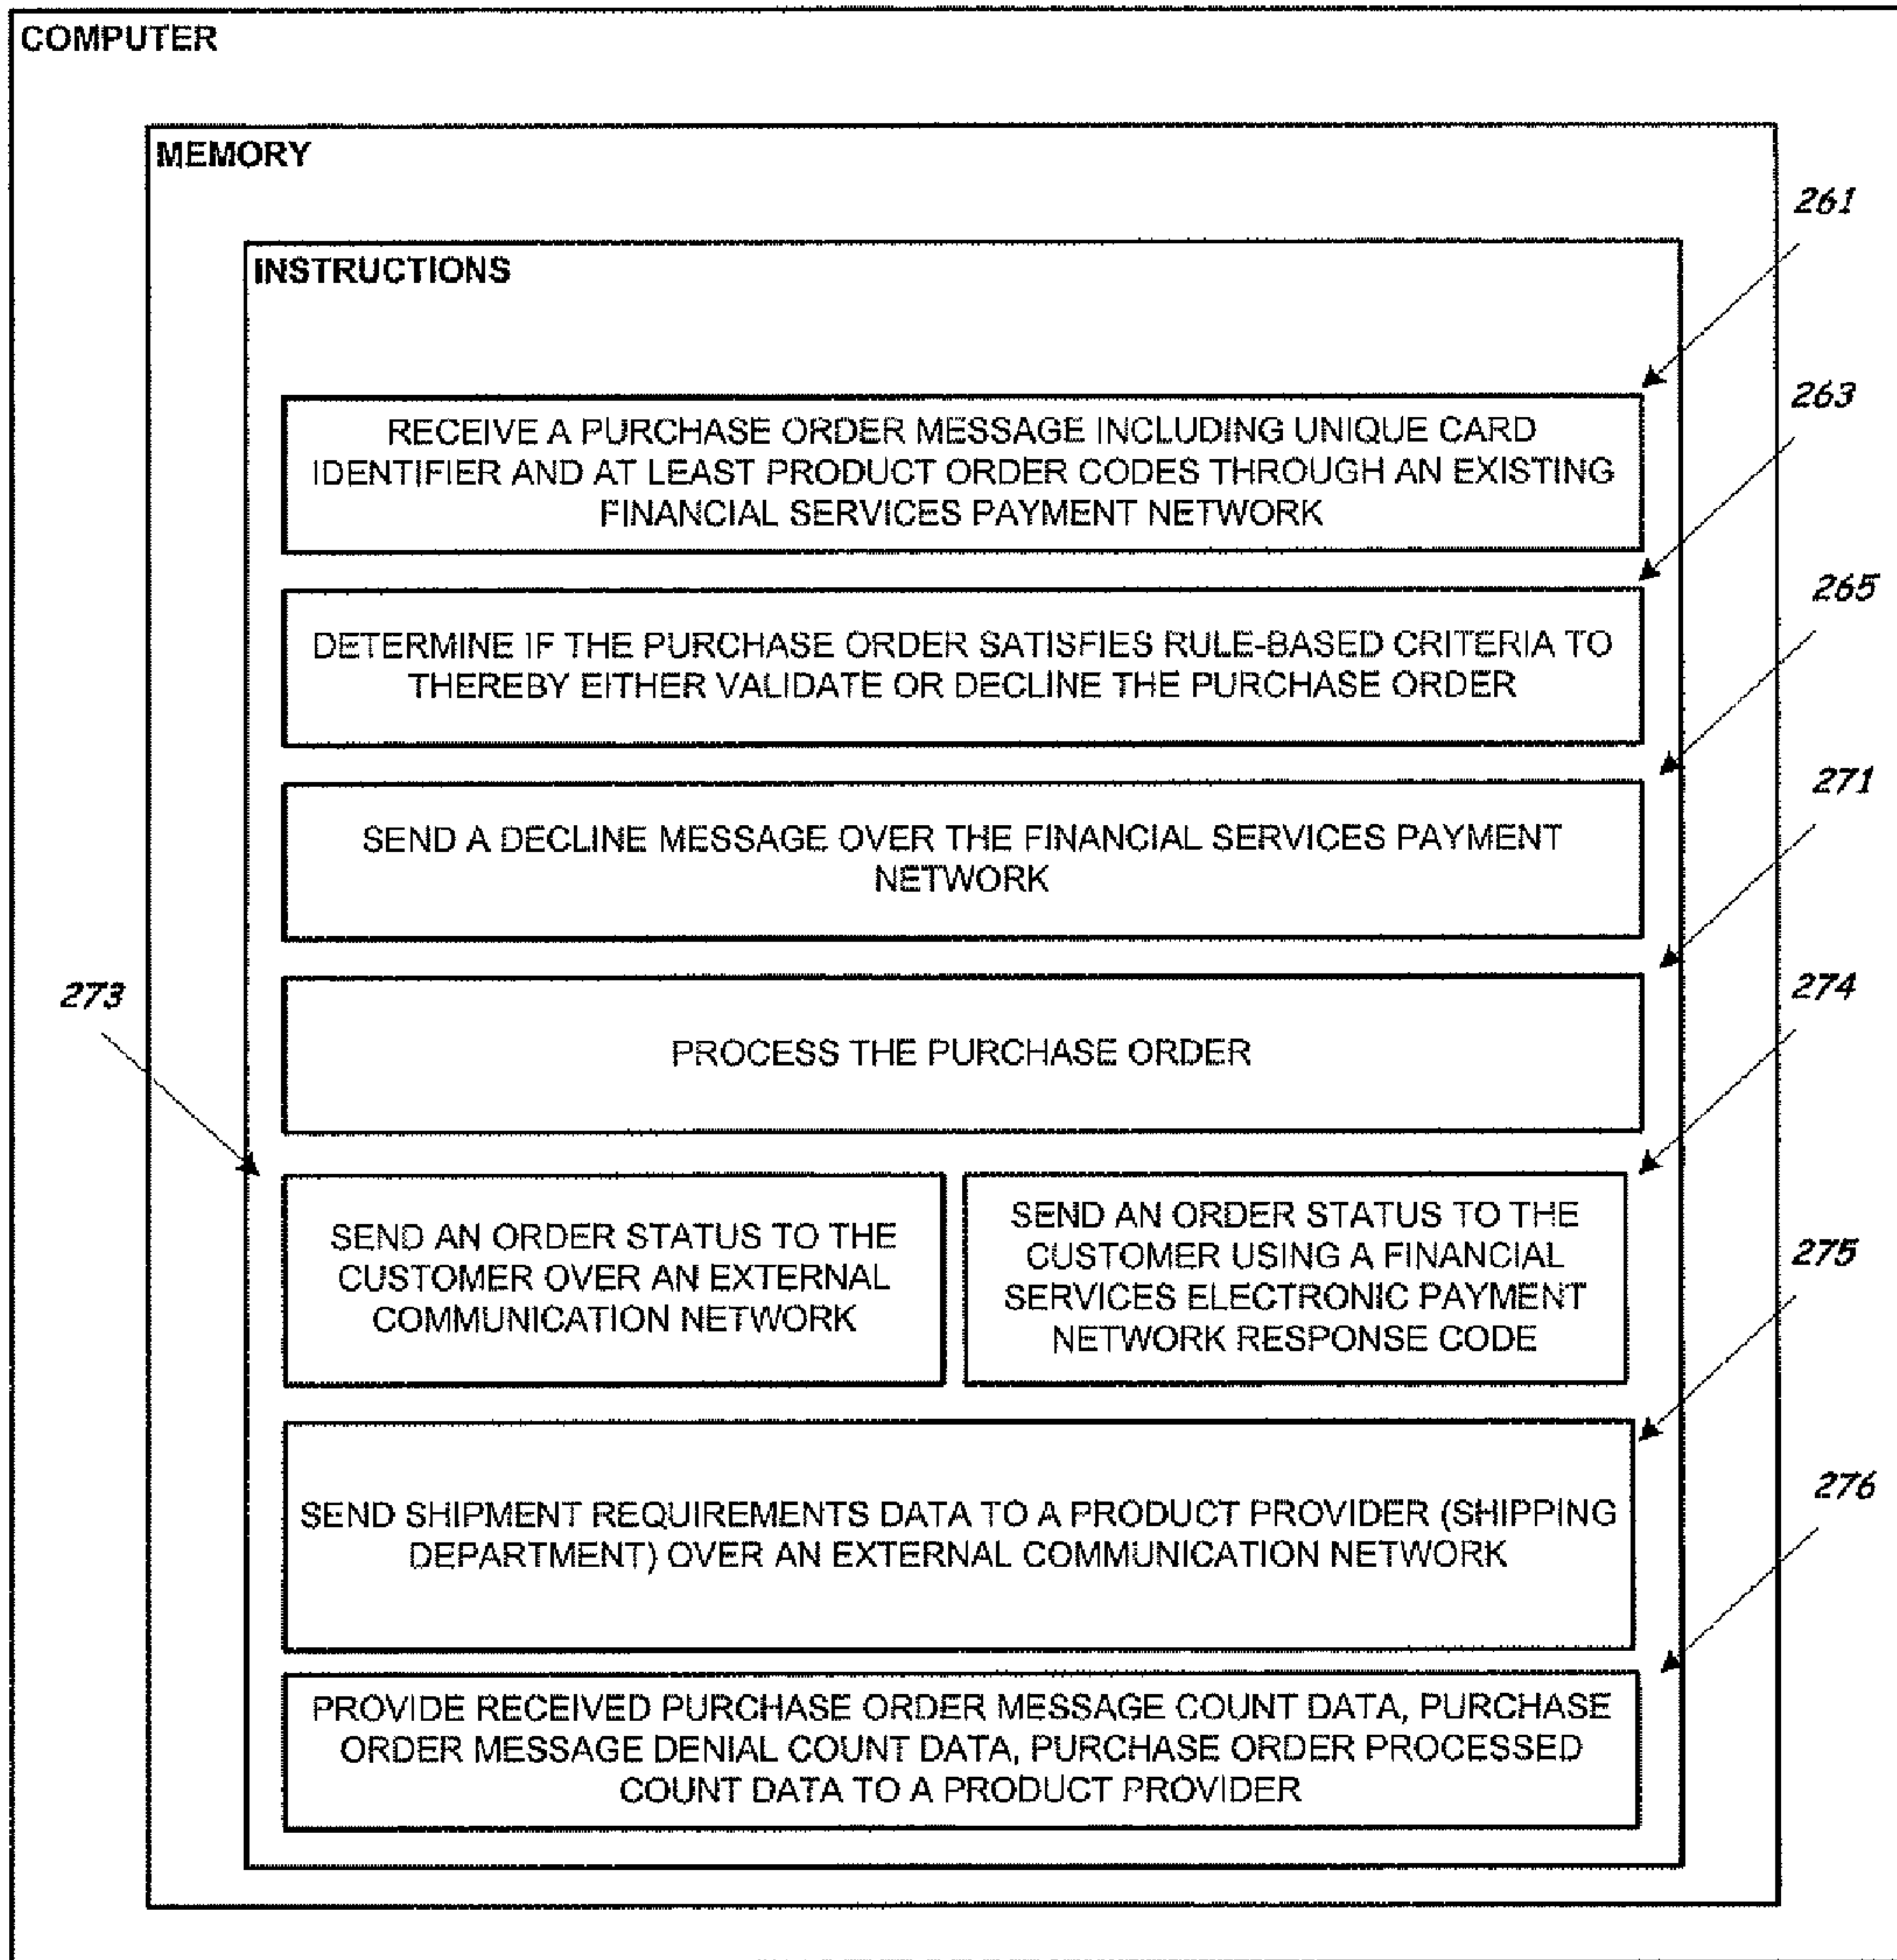 COMPUTER
MEMORY
261
INSTRUCTIONS
263
RECEIVE A PURCHASE ORDER MESSAGE INCLUDING UNIQUE CARD
IDENTIFIER AND AT LEAST PRODUCT ORDER CODES THROUGH AN EXISTING
FINANCIAL SERVICES PAYMENT NETWORK
265
DETERMINE IF THE PURCHASE ORDER SATISFIES RULE-BASED CRITERIA TO
THEREBY EITHER VALIDATE OR DECLINE THE PURCHASE ORDER
271
SEND A DECLINE MESSAGE OVER THE FINANCIAL SERVICES PAYMENT
NETWORK
273
274
PROCESS THE PURCHASE ORDER
SEND AN ORDER STATUS TO THE
CUSTOMER OVER AN EXTERNAL
COMMUNICATION NETWORK
SEND AN ORDER STATUS TO THE
CUSTOMER USING A FINANCIAL
SERVICES ELECTRONIC PAYMENT
NETWORK RESPONSE CODE
275
276
SEND SHIPMENT REQUIREMENTS DATA TO A PRODUCT PROVIDER (SHIPPING
DEPARTMENT) OVER AN EXTERNAL COMMUNICATION NETWORK
PROVIDE RECEIVED PURCHASE ORDER MESSAGE COUNT DATA, PURCHASE
ORDER MESSAGE DENIAL COUNT DATA, PURCHASE ORDER PROCESSED
COUNT DATA TO A PRODUCT PROVIDER